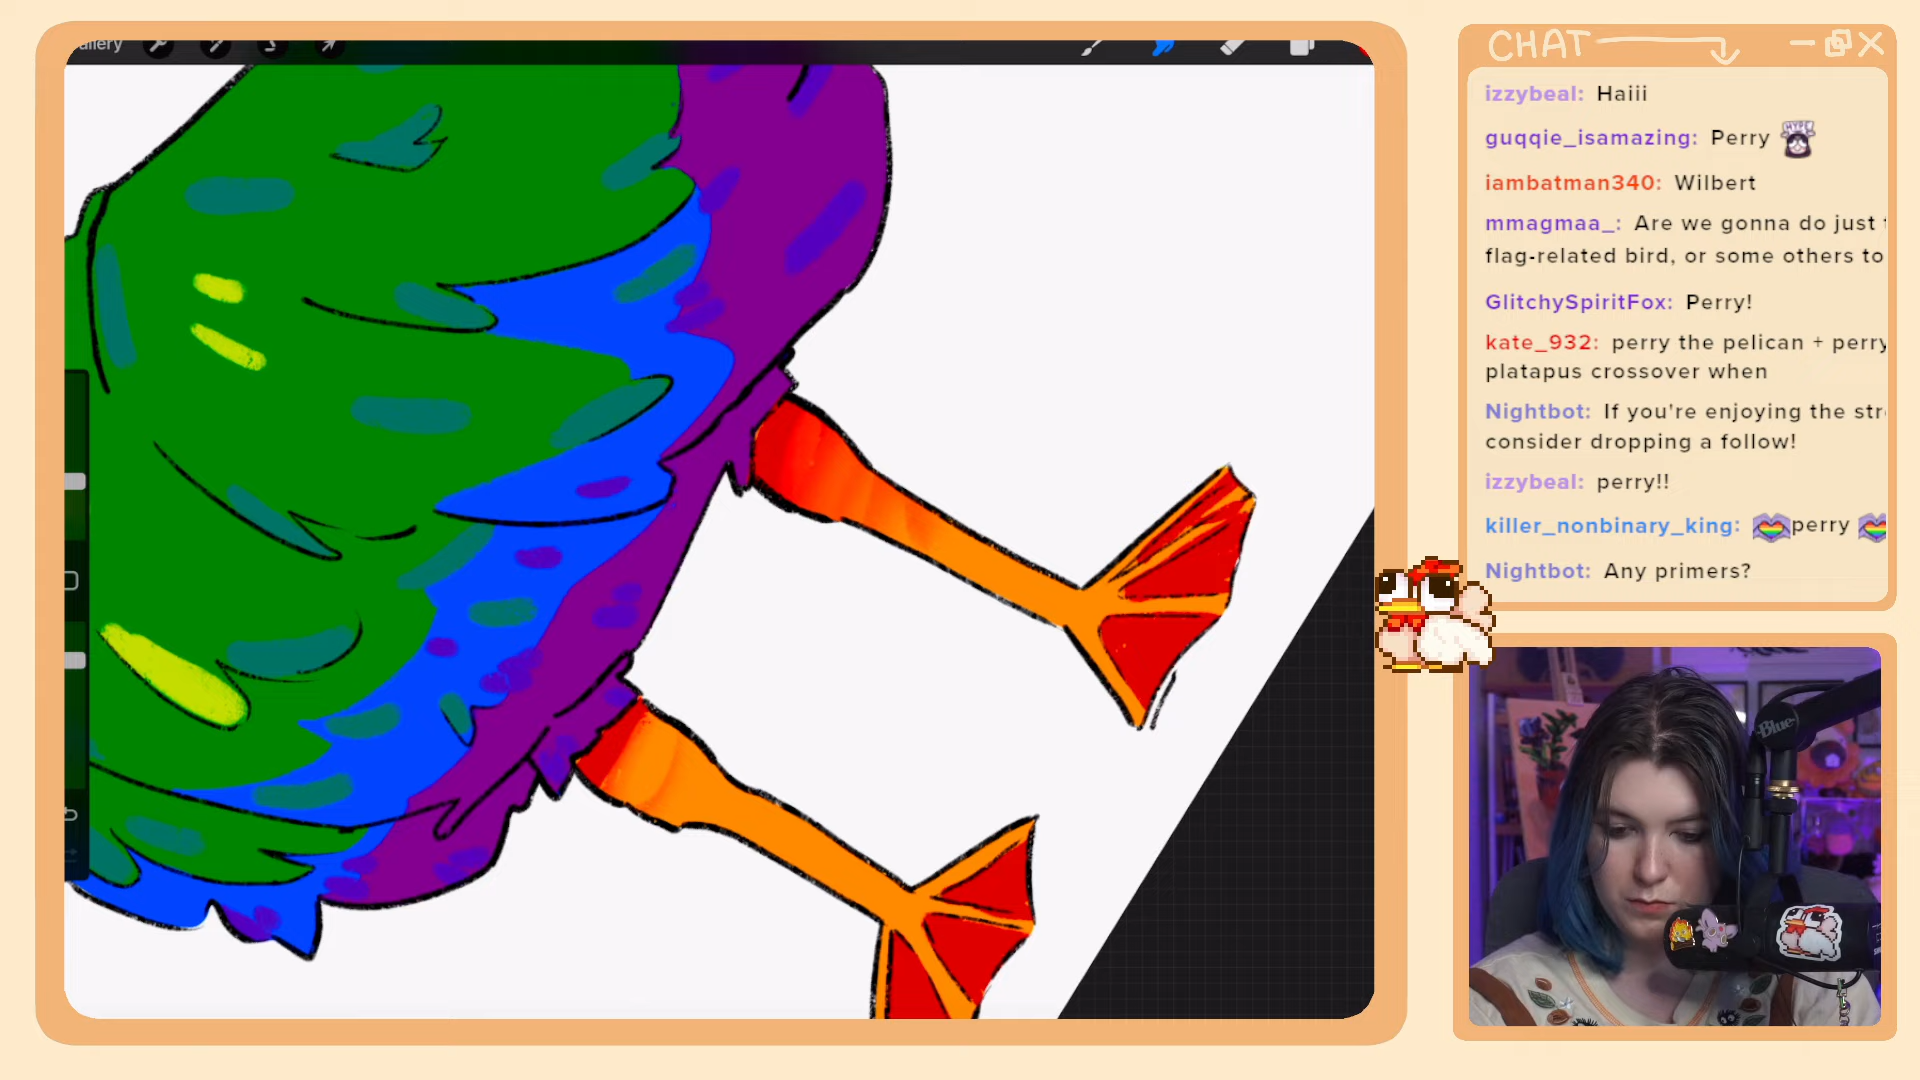 CHAT
izzybeal: Haiii
guqqie_isamazing: Perry
iambatman340: Wilbert
mmagmaa_: Are we gonna do just
flag-related bird, or some others to
GlitchySpiritFox: Perry!
kate_932: perry the pelican + perry
platapus crossover when
Nightbot: If you're enjoying the
consider dropping a follow!
izzybeal: perry!!
killer_nonbinary_king: perry
Nightbot: Any primers?
Blue
HYPE